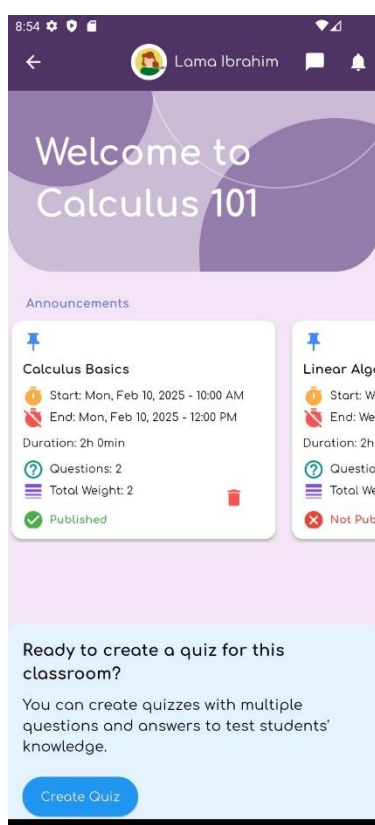 8:54
Lama Ibrahim
Welcome to
Calculus 101
Announcements
Calculus Basics
Start: Mon, Feb 10, 2025 - 10:00 AM
End: Mon, Feb 10, 2025 - 12:00 PM
Duration: 2h 0min
Questions: 2
Total Weight: 2
Published
Linear Alg
Start: W
End: We
Duration: 2h
Questio
Total We
Not Pub
Ready to create a quiz for this
classroom?
You can create quizzes with multiple
questions and answers to test students'
knowledge.
Create Quiz